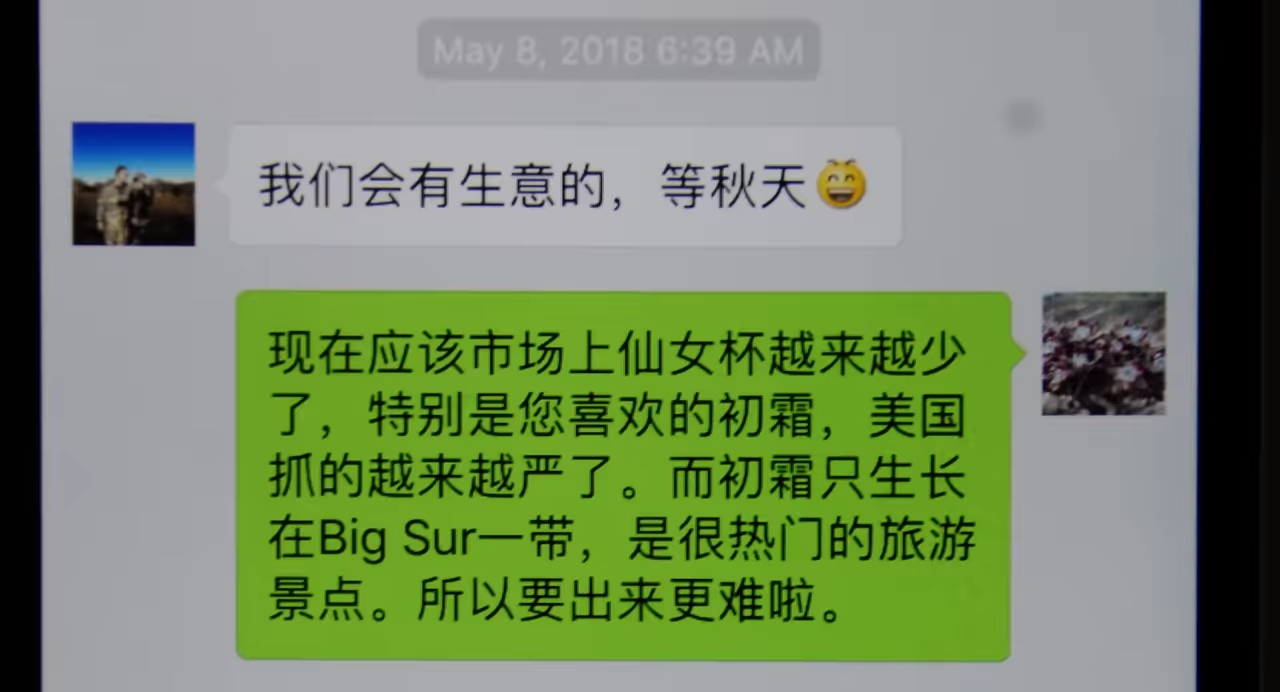 May 8, 2018 6:39 AM
我们会有生意的，等秋天
现在应该市场上仙女杯越来越少
了，特别是您喜欢的初霜，美国
抓的越来越严了。而初霜只生长
在Big Sur一带，是很热门的旅游
景点。所以要出来更难啦。